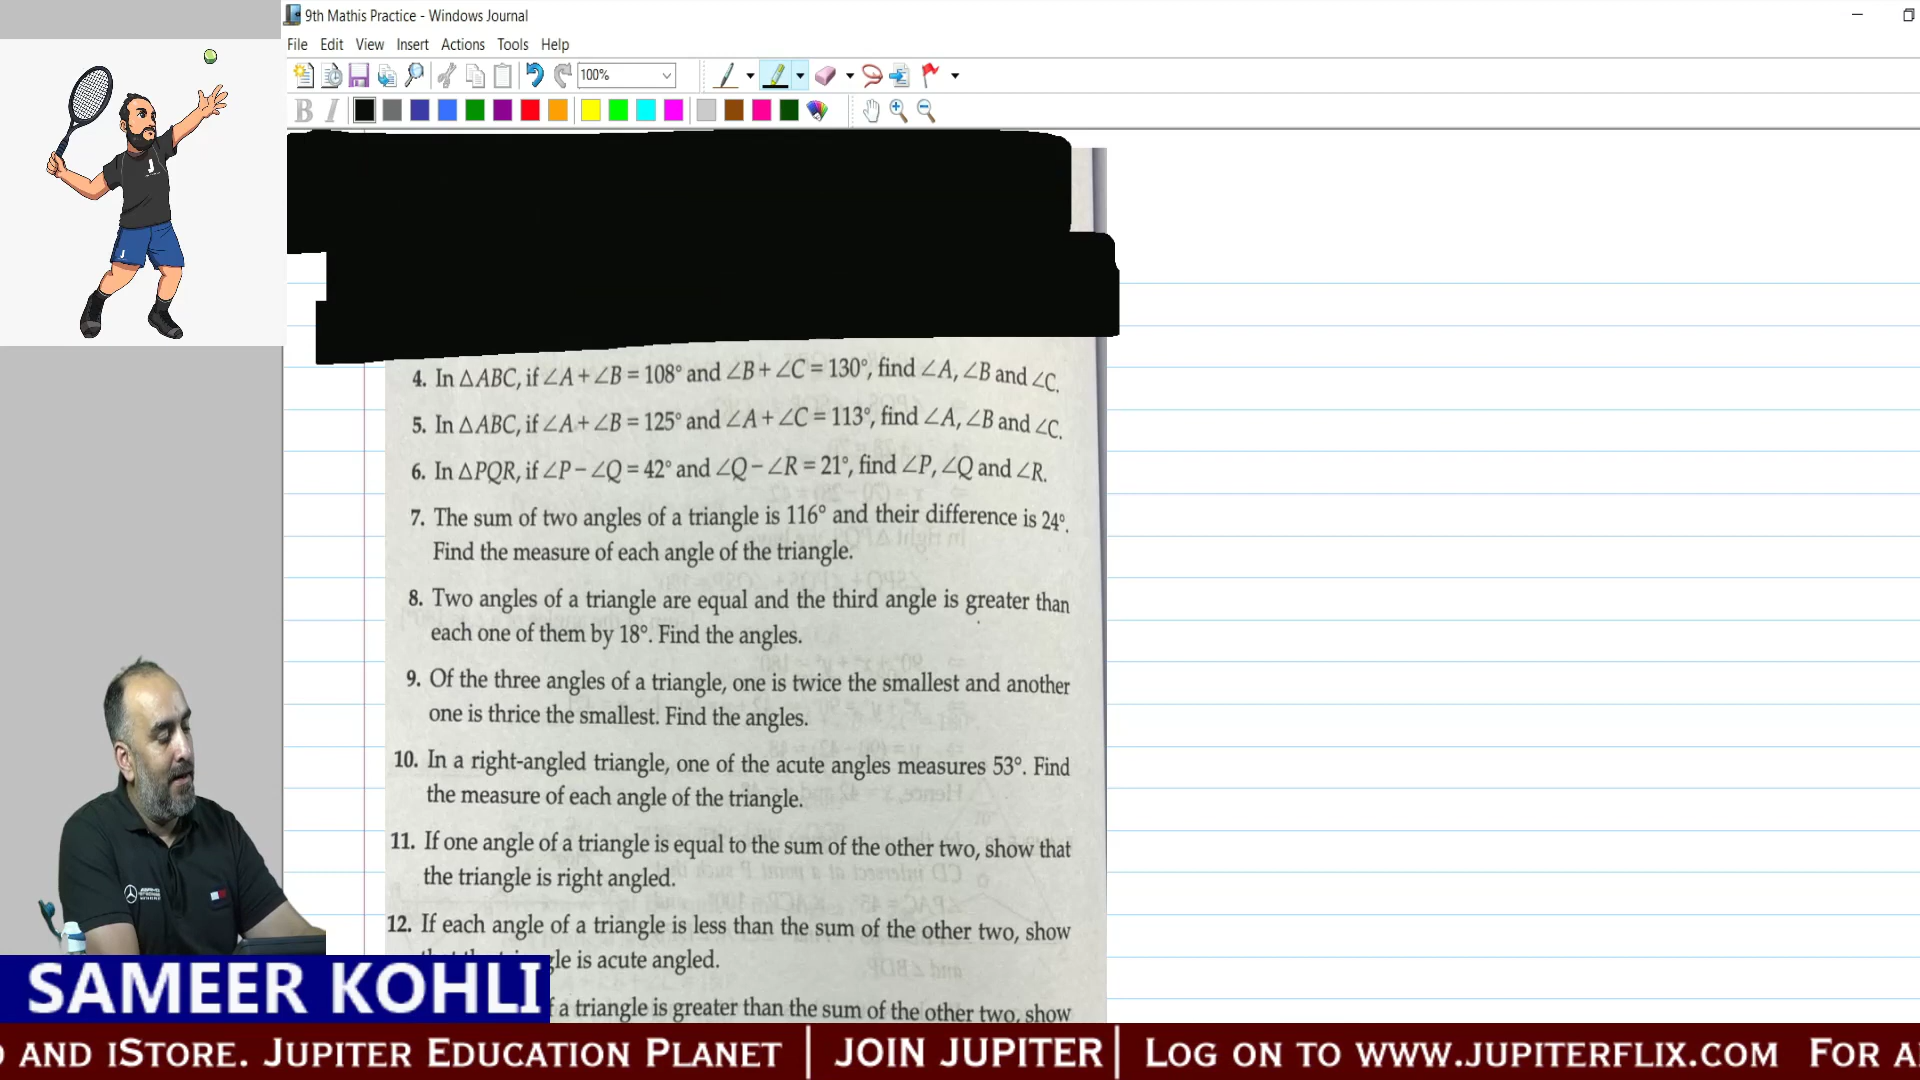 9th Mathis Practice - Windows Journal
File Edit View Insert Actions Tools Help
100%
B I
4. In △ABC, if ∠A + ∠B = 108° and ∠B + ∠C = 130°, find ∠A, ∠B and ∠C.
5. In △ABC, if ∠A + ∠B = 125° and ∠A + ∠C = 113°, find ∠A, ∠B and ∠C.
6. In △PQR, if ∠P − ∠Q = 42° and ∠Q − ∠R = 21°, find ∠P, ∠Q and ∠R.
7. The sum of two angles of a triangle is 116° and their difference is 24°.
Find the measure of each angle of the triangle.
8. Two angles of a triangle are equal and the third angle is greater than
each one of them by 18°. Find the angles.
9. Of the three angles of a triangle, one is twice the smallest and another
one is thrice the smallest. Find the angles.
10. In a right-angled triangle, one of the acute angles measures 53°. Find
the measure of each angle of the triangle.
11. If one angle of a triangle is equal to the sum of the other two, show that
the triangle is right angled.
12. If each angle of a triangle is less than the sum of the other two, show
is acute angled.
a triangle is greater than the sum of the other two, show
SAMEER KOHLI
AND iSTORE. JUPITER EDUCATION PLANET | JOIN JUPITER | LOG ON TO WWW.JUPITERFLIX.COM FOR